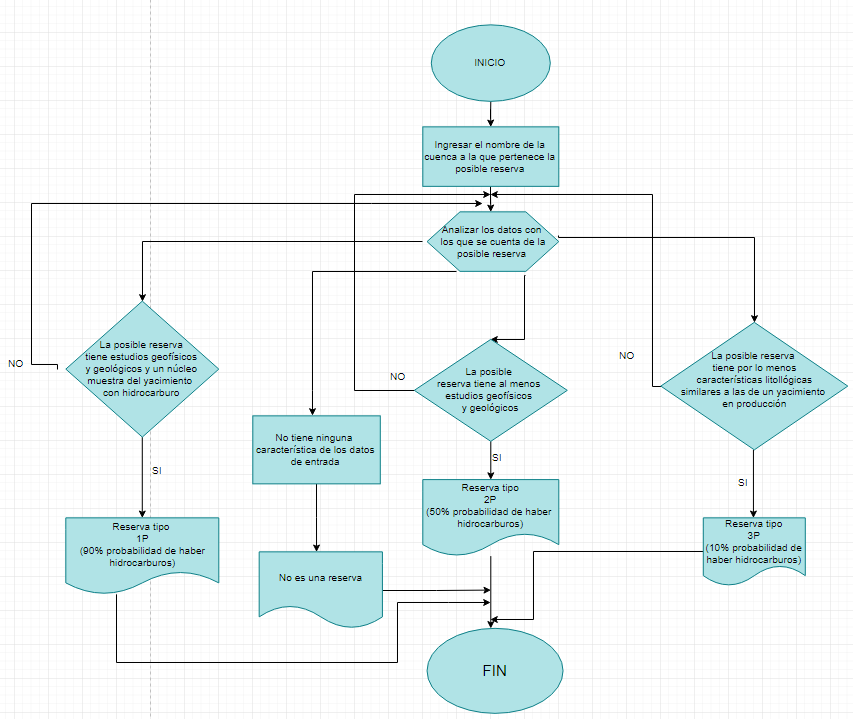 INICIO
Ingresar el nombre de la
cuenca a la que pertenece la
posible reserva
Analizar los datos con
los que se cuenta de la
posible reserva
La posible reserva
tiene estudios geofísicos
y geológicos y un núcleo
muestra del yacimiento
con hidrocarburo
NO
SI
Reserva tipo
1P
(90% probabilidad de haber
hidrocarburos)
No tiene ninguna
característica de los datos
de entrada
No es una reserva
La posible
reserva tiene al menos
estudios geofísicos
y geológicos
NO
SI
Reserva tipo
2P
(50% probabilidad de haber
hidrocarburos)
La posible reserva
tiene por lo menos
características litológicas
similares a las de un yacimiento
en producción
NO
SI
Reserva tipo
3P
(10% probabilidad de
haber hidrocarburos)
FIN